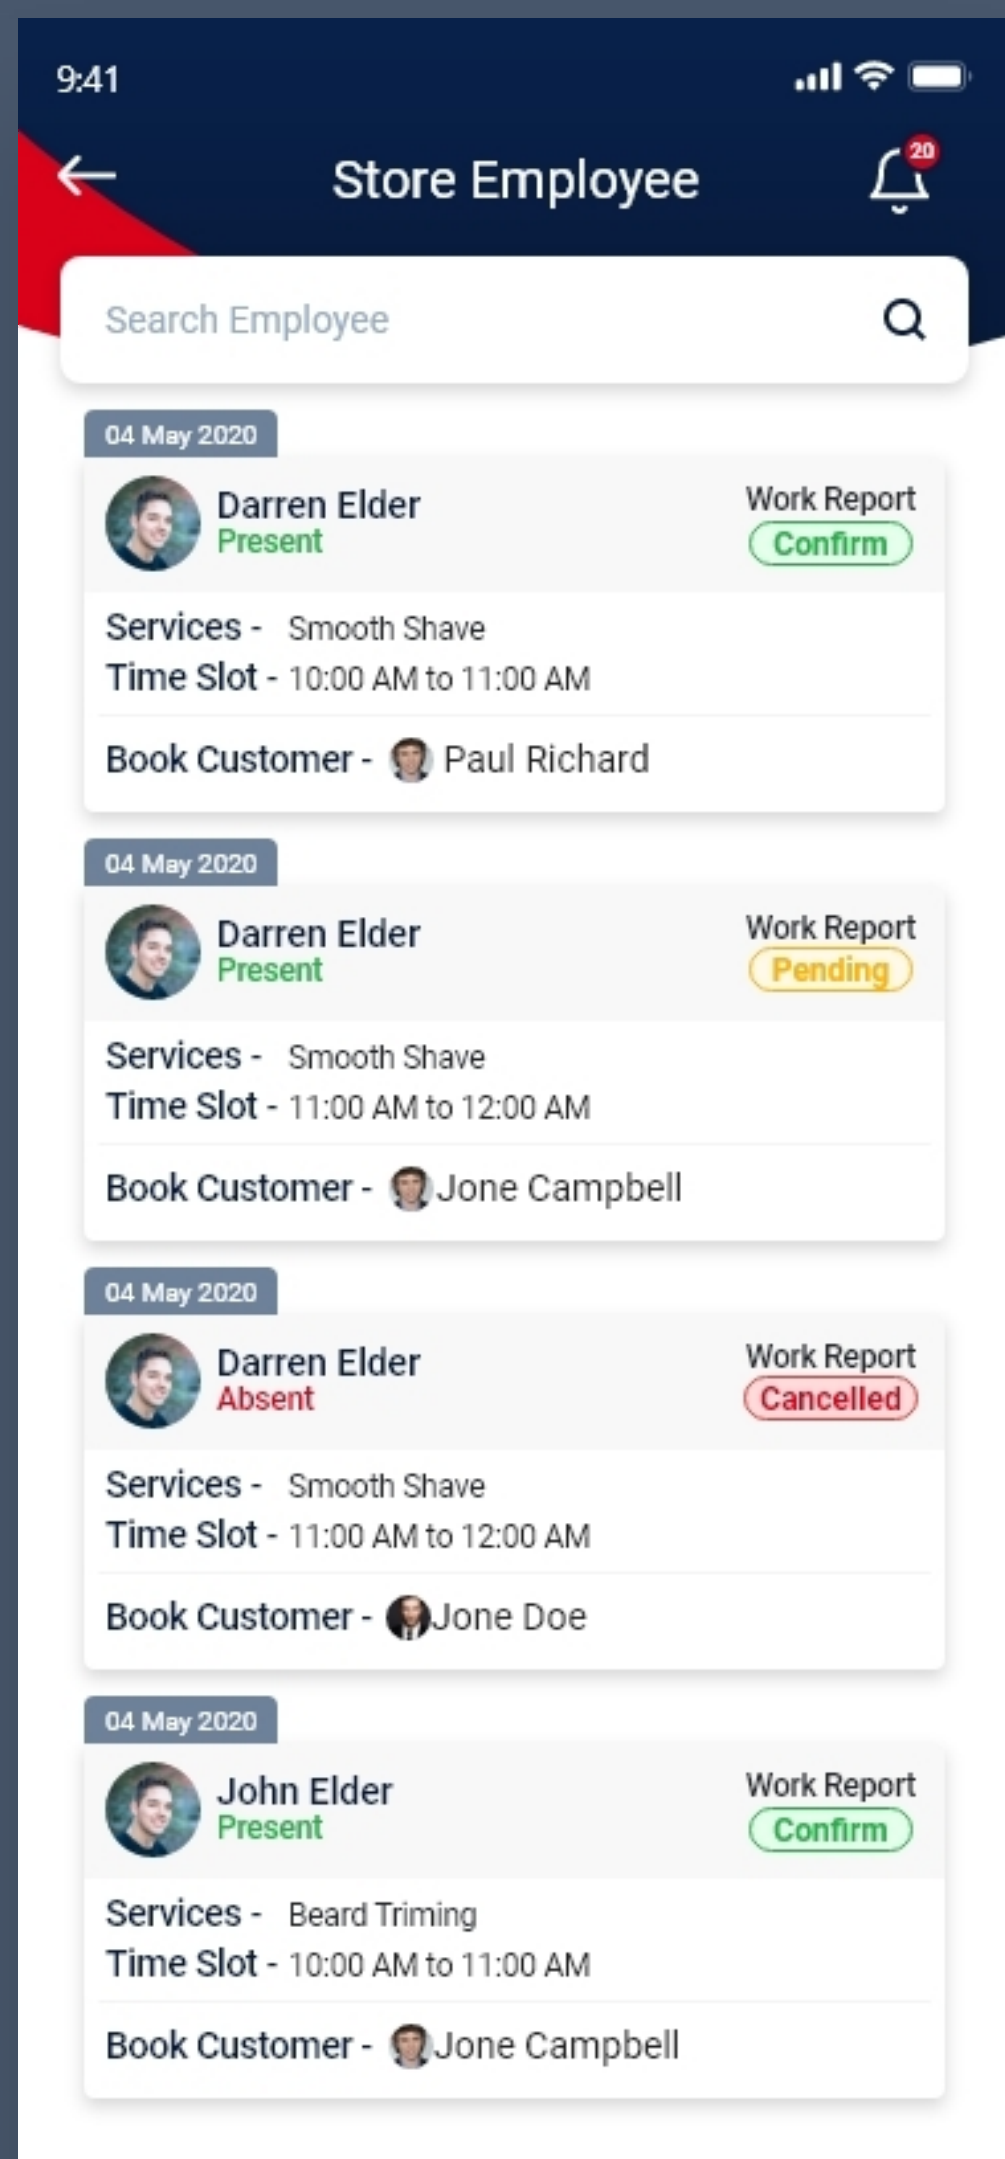 9:41
Store Employee
20
Search Employee
04 May 2020
Darren Elder
Present
Work Report
Confirm
Services - Smooth Shave
Time Slot - 10:00 AM to 11:00 AM
Book Customer - Paul Richard
04 May 2020
Darren Elder
Present
Work Report
Pending
Services - Smooth Shave
Time Slot - 11:00 AM to 12:00 AM
Book Customer - Jone Campbell
04 May 2020
Darren Elder
Absent
Work Report
Cancelled
Services - Smooth Shave
Time Slot - 11:00 AM to 12:00 AM
Book Customer - Jone Doe
04 May 2020
John Elder
Present
Work Report
Confirm
Services - Beard Triming
Time Slot - 10:00 AM to 11:00 AM
Book Customer - Jone Campbell